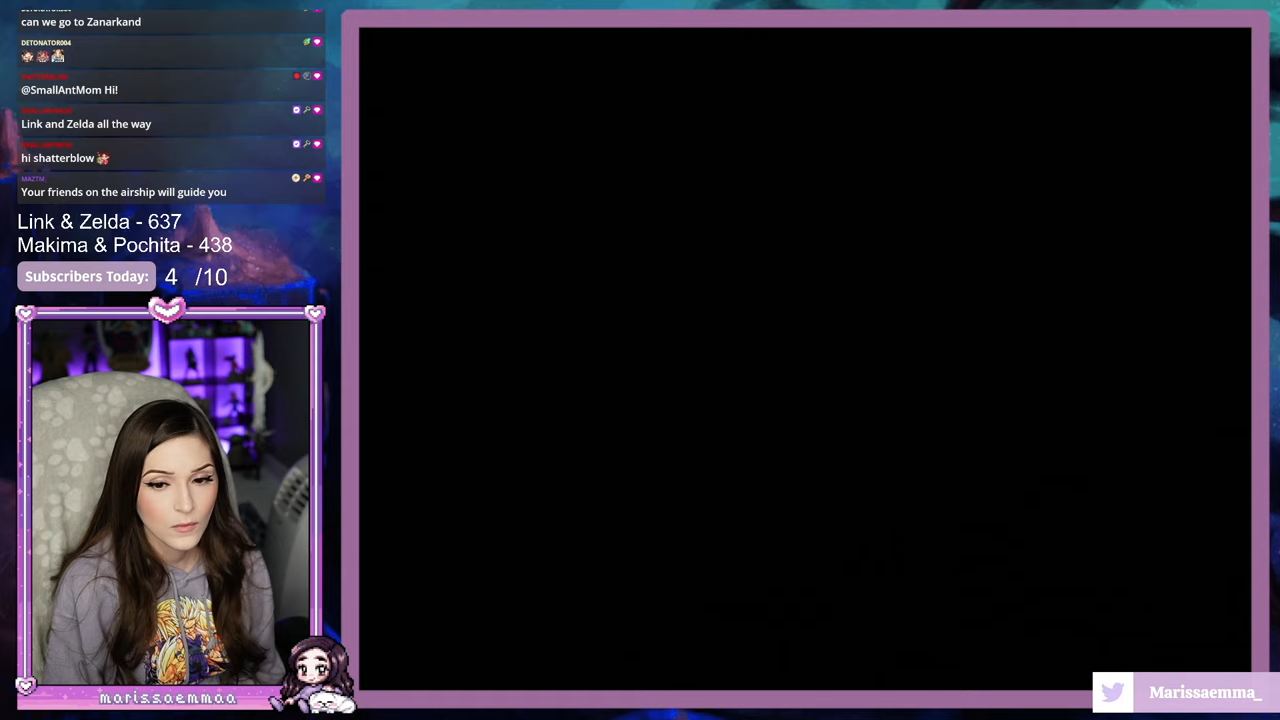 can we go to Zanarkand
DETONATOR004
@SmallAntMom Hi!
Link and Zelda all the way
hi shatterblow
MAZTM
Your friends on the airship will guide you
Link & Zelda - 637
Makima & Pochita - 438
Subscribers Today: 4 /10
marissaemmaa
Marissaemma_